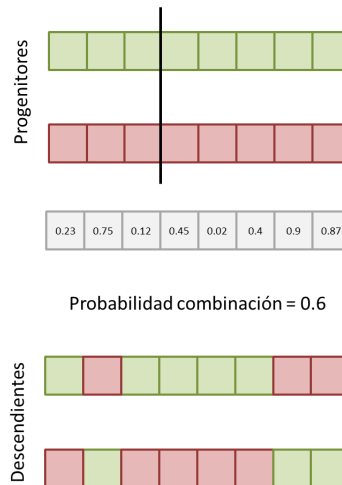 Progenitores
0.23 0.75 0.12 0.45 0.02 0.4 0.9 0.87
Probabilidad combinación = 0.6
Descendientes